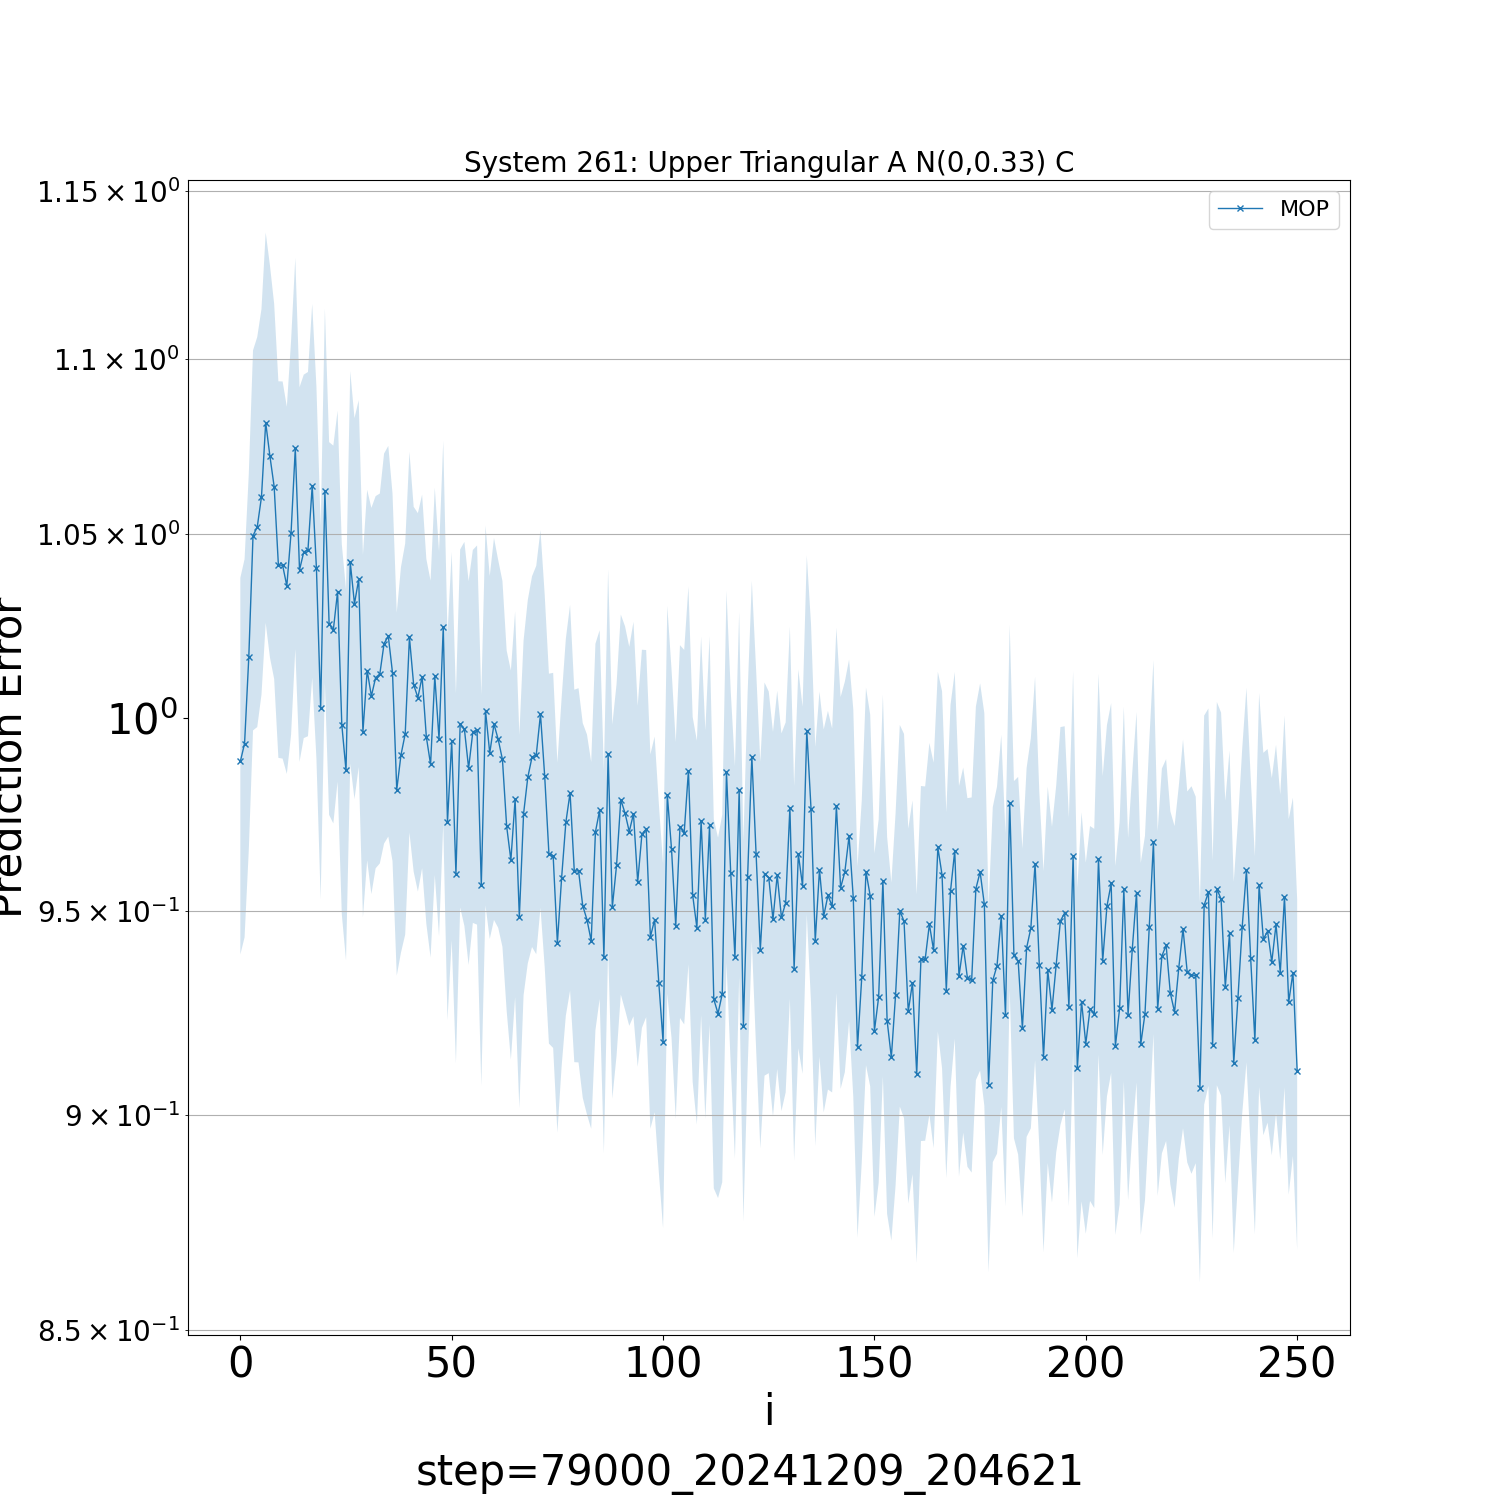 System 261: Upper Triangular A N(0,0.33) C
1.15 × 10⁰
MOP
1.1 × 10⁰
1.05 × 10⁰
10⁰
9.5 × 10⁻¹
9 × 10⁻¹
8.5 × 10⁻¹
Prediction Error
0 50 100 150 200 250
i
step=79000_20241209_204621